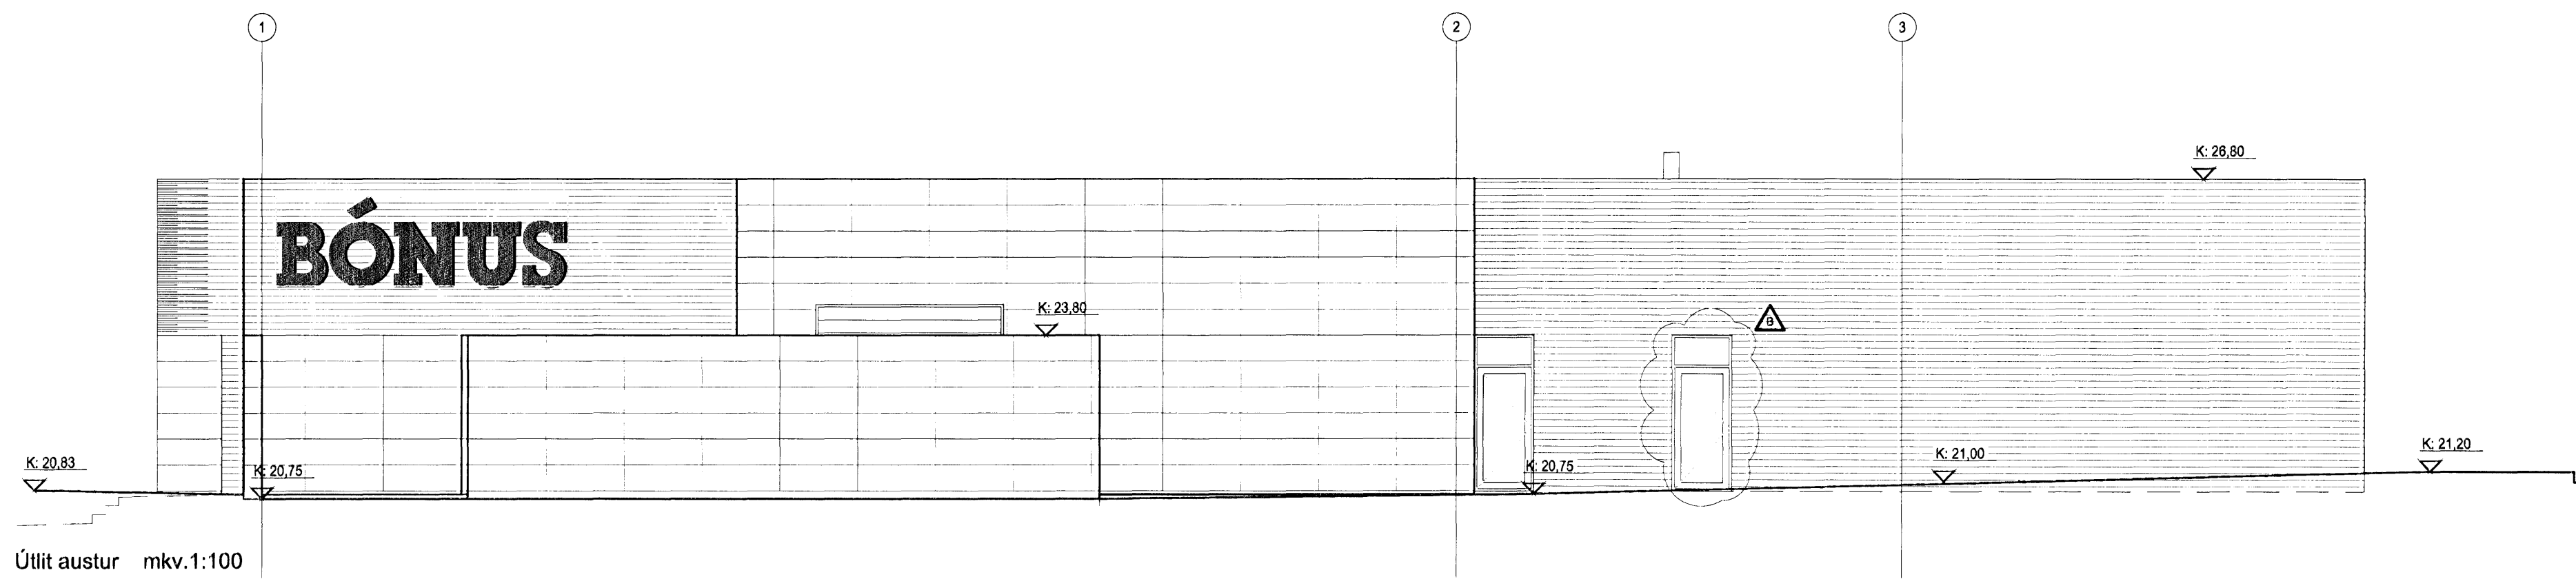 1
2
3
K: 26,80
BÓNUS
K: 23,80
B
K: 20,83
K: 20,75
K: 20,75
K: 21,00
K: 21,20
Útlit austur mkv.1:100